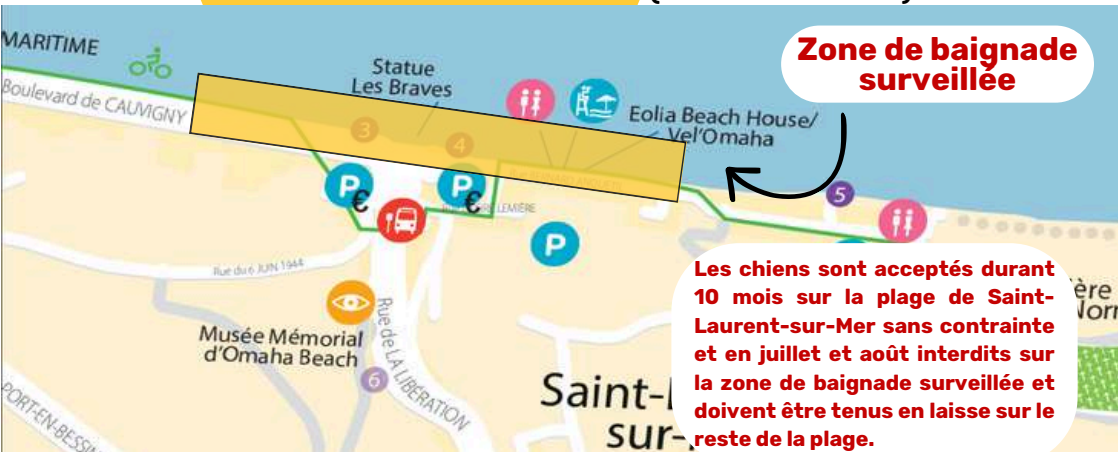 MARITIME
Boulevard de CAUVIGNY
Statue
Les Braves
Zone de baignade
surveillée
Eolia Beach House/
Vel'Omaha
3
4
5
P
€
P
€
P
LEMIÈRE
Rue du 6 JUIN 1944
Musée Mémorial
d'Omaha Beach
6
Rue de LA LIBÉRATION
PORT-EN-BESSIN
Saint-
sur-
ère
Les chiens sont acceptés durant
10 mois sur la plage de Saint-
Laurent-sur-Mer sans contrainte
et en juillet et août interdits sur
la zone de baignade surveillée et
doivent être tenus en laisse sur le
reste de la plage.